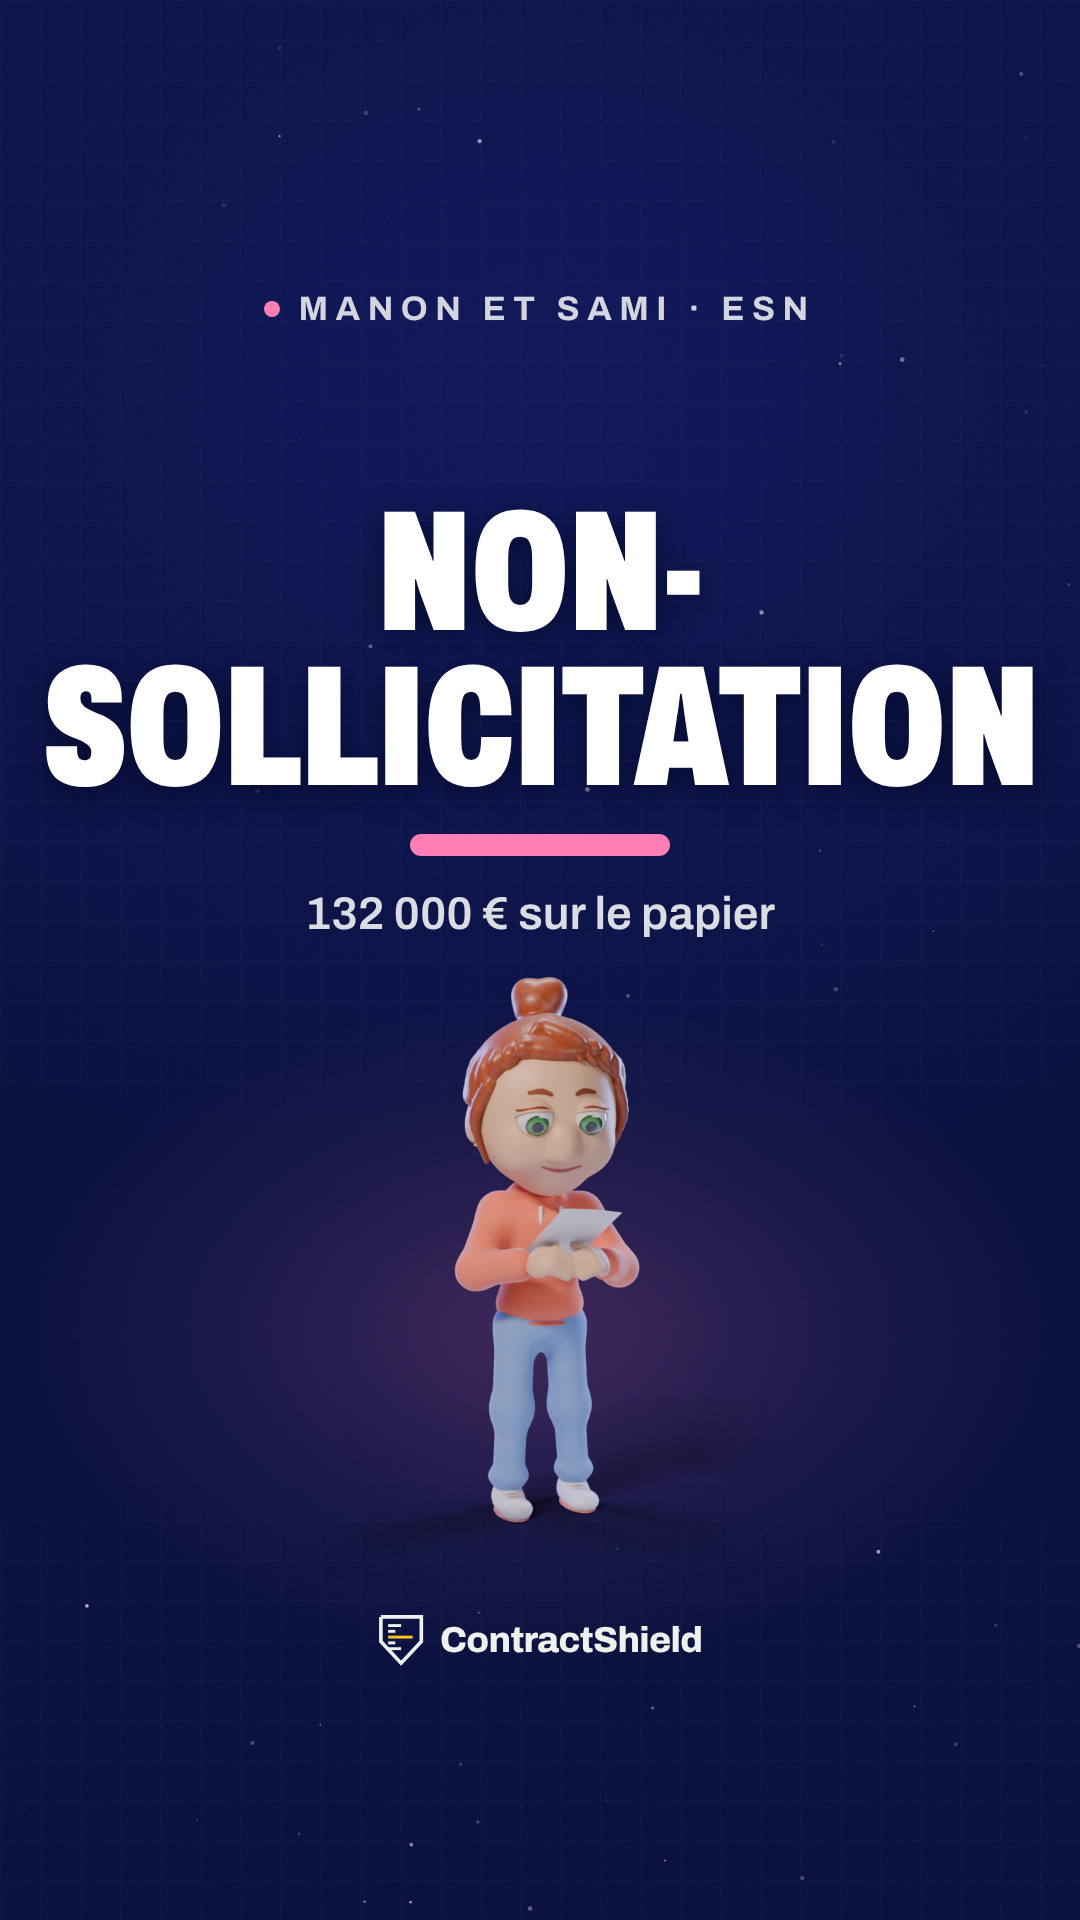 MANON ET SAMI · ESN
NON-
SOLLICITATION
132 000 € sur le papier
ContractShield